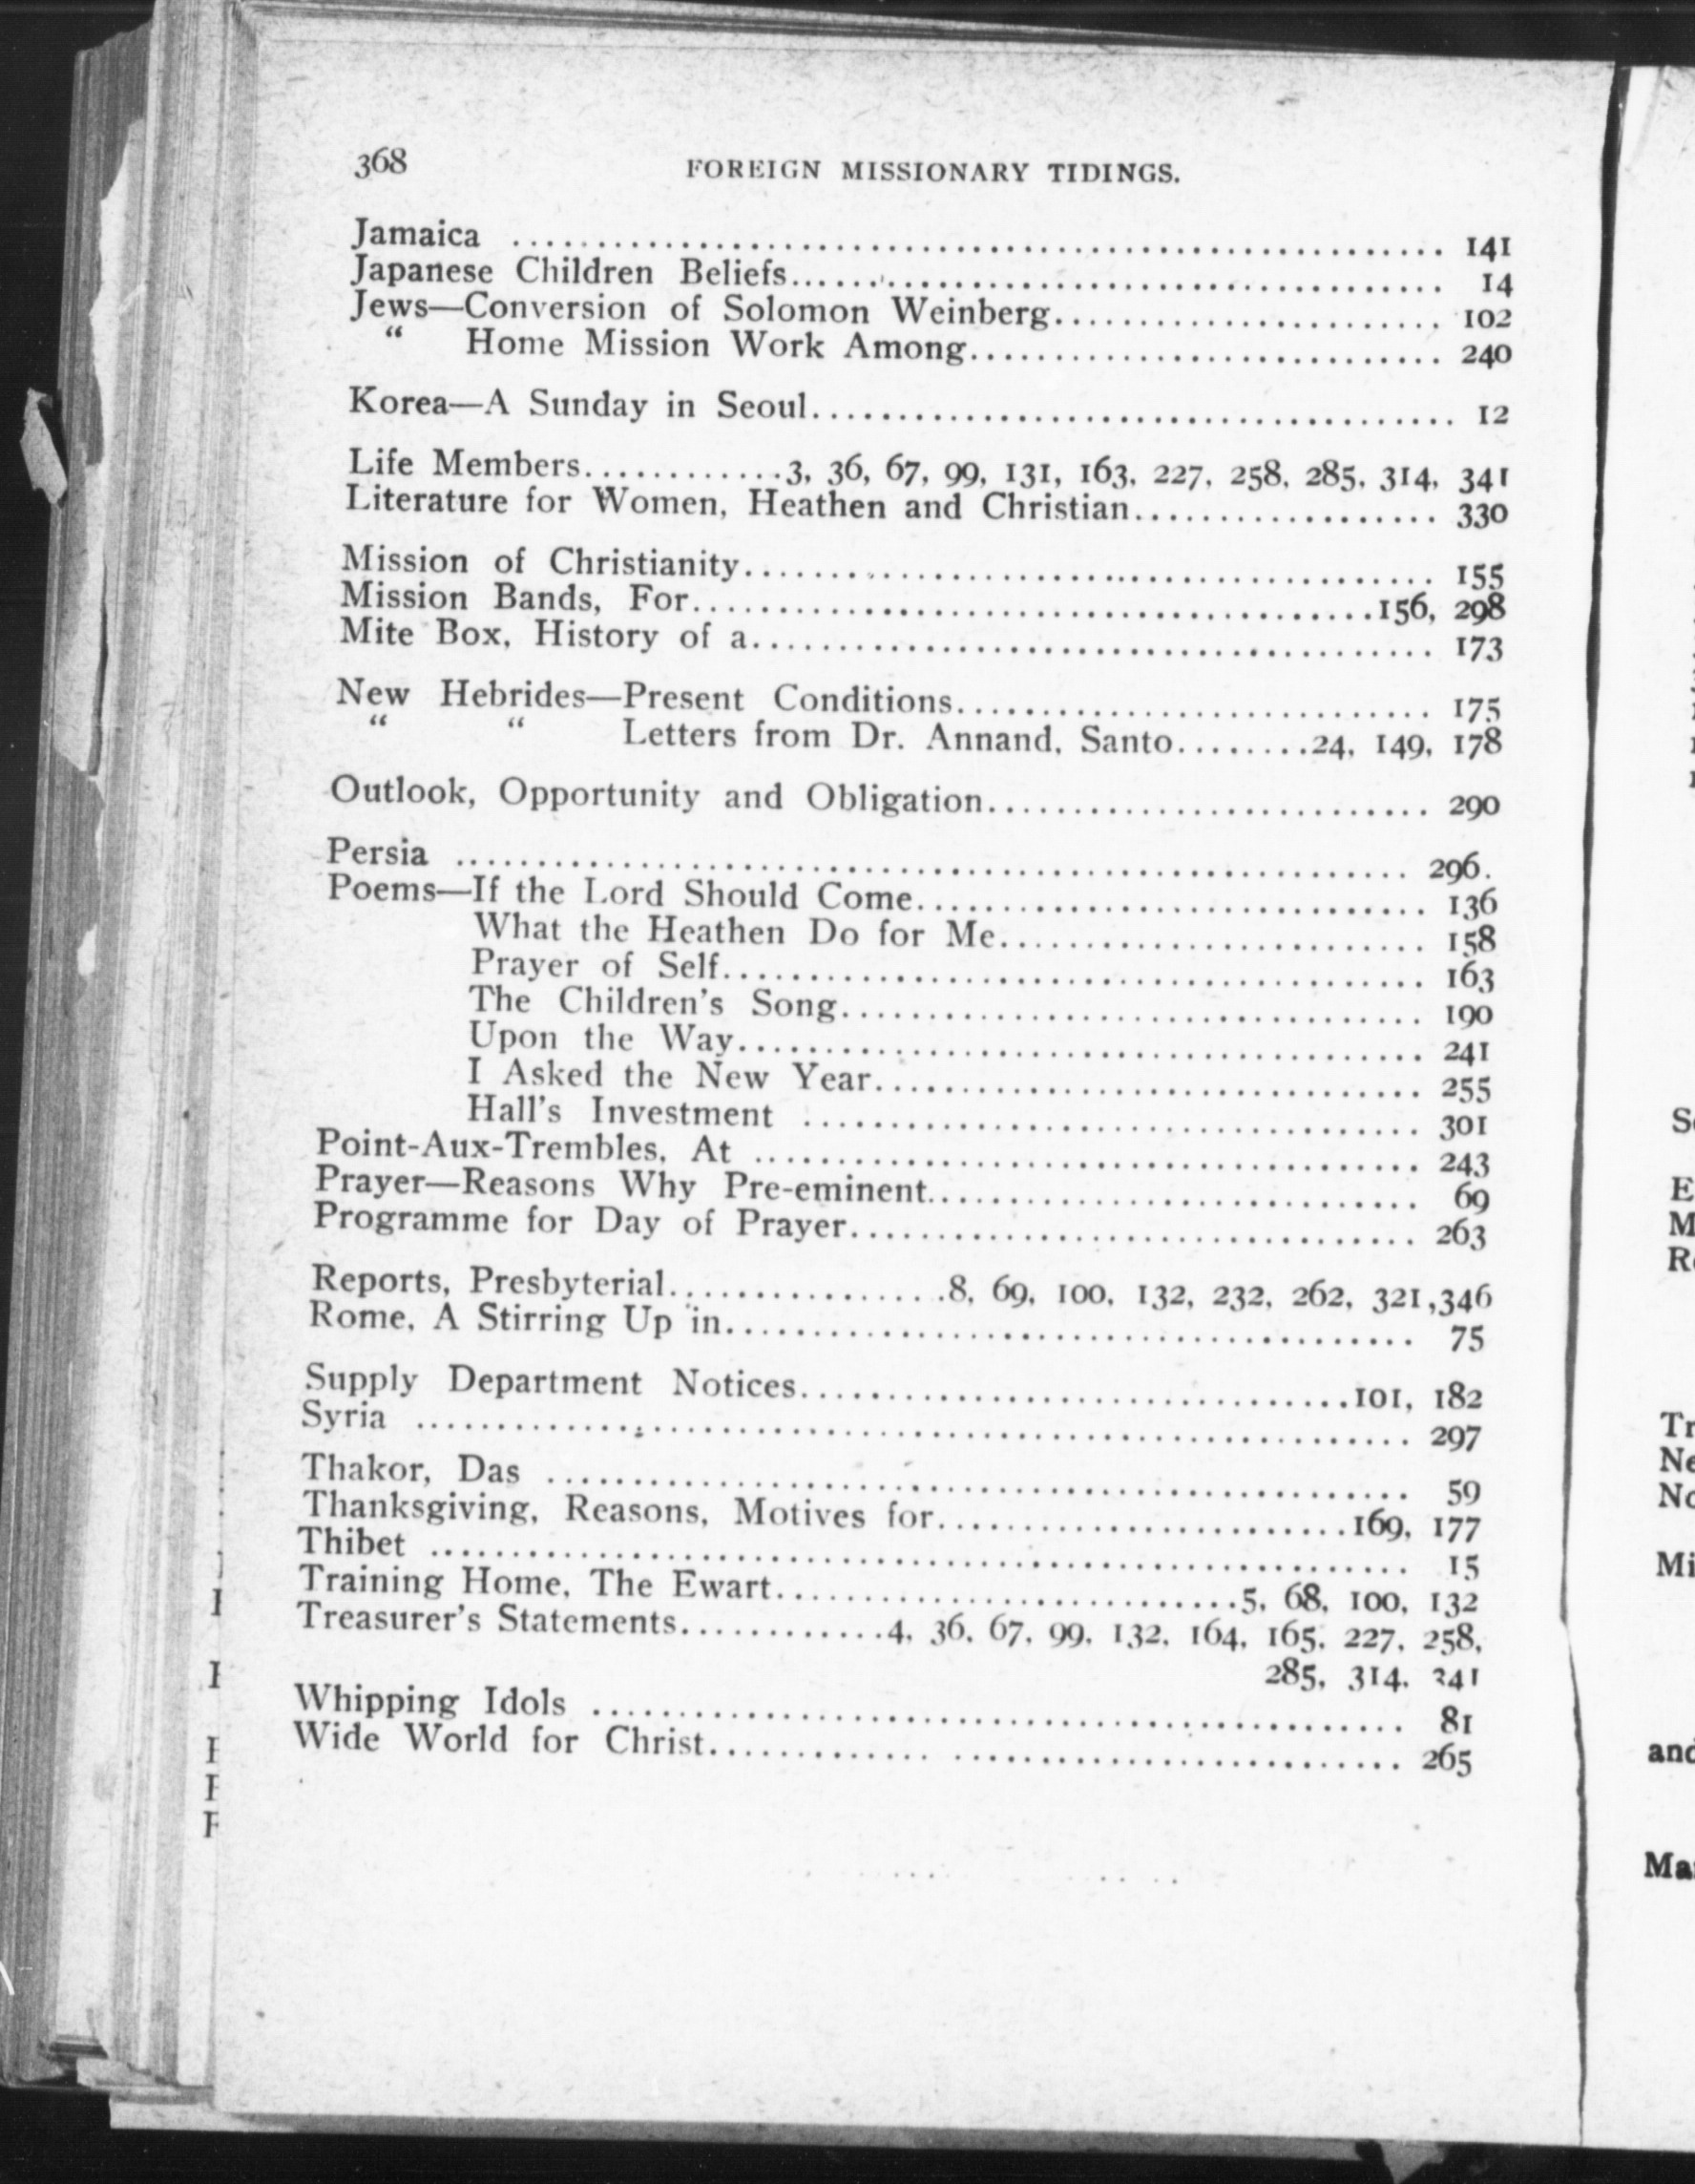 368 FOREIGN MISSIONARY TIDINGS.
Jamaica ........................................................ 141
Japanese Children Beliefs........................................ 14
Jews—Conversion of Solomon Weinberg........................ 102
“ Home Mission Work Among............................. 240
Korea—A Sunday in Seoul....................................... 12
Life Members............3, 36, 67, 99, 131, 163, 227, 258, 285, 314, 341
Literature for Women, Heathen and Christian.................. 330
Mission of Christianity.......................................... 155
Mission Bands, For.........................................156, 298
Mite Box, History of a.......................................... 173
New Hebrides—Present Conditions............................. 175
“ “ Letters from Dr. Annand, Santo........24, 149, 178
Outlook, Opportunity and Obligation........................... 290
Persia .......................................................... 296.
Poems—If the Lord Should Come............................... 136
What the Heathen Do for Me.......................... 158
Prayer of Self........................................... 163
The Children's Song................................... 190
Upon the Way.......................................... 241
I Asked the New Year................................. 255
Hall's Investment ...................................... 301
Point-Aux-Trembles, At ........................................ 243
Prayer—Reasons Why Pre-eminent.............................. 69
Programme for Day of Prayer.................................. 263
Reports, Presbyterial.................8, 69, 100, 132, 232, 262, 321,346
Rome, A Stirring Up in.......................................... 75
Supply Department Notices..................................101, 182
Syria ............................................................ 297
Thakor, Das ..................................................... 59
Thanksgiving, Reasons, Motives for.........................169, 177
Thibet ........................................................... 15
Training Home, The Ewart............................5, 68, 100, 132
Treasurer's Statements.............4, 36, 67, 99, 132, 164, 165, 227, 258,
285, 314, 341
Whipping Idols ................................................. 81
Wide World for Christ............. ........................... 265